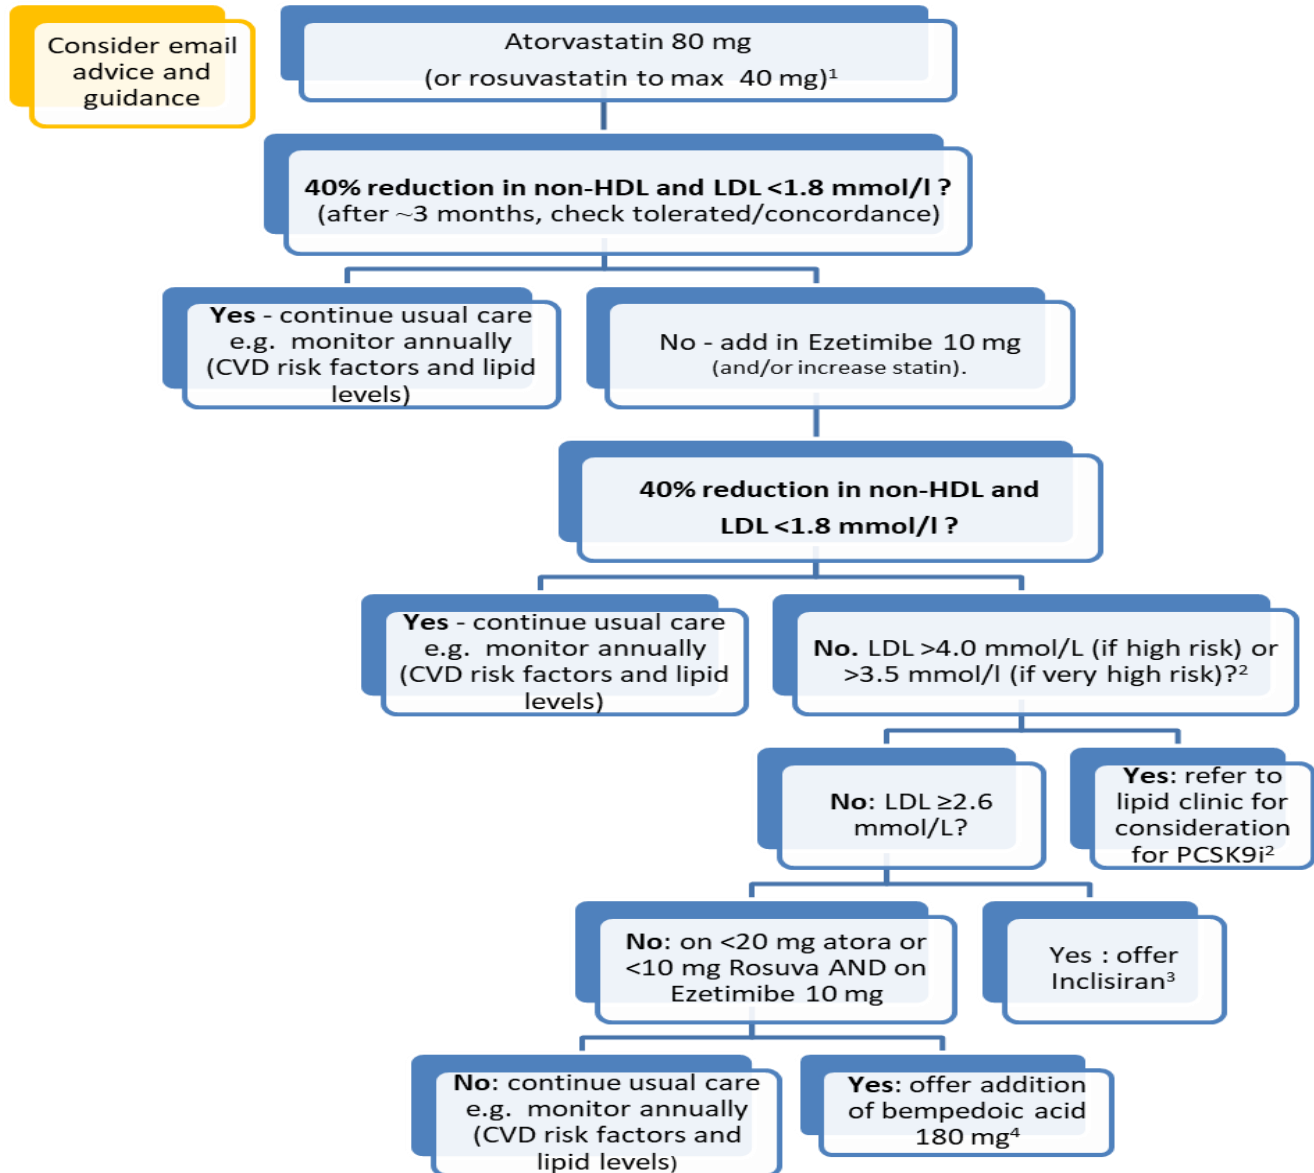 Consider email
advice and
guidance
Atorvastatin 80 mg
(or rosuvastatin to max  40 mg)¹
40% reduction in non-HDL and LDL <1.8 mmol/l ?
(after ~3 months, check tolerated/concordance)
Yes - continue usual care
e.g.  monitor annually
(CVD risk factors and lipid
levels)
No - add in Ezetimibe 10 mg
(and/or increase statin).
40% reduction in non-HDL and
LDL <1.8 mmol/l ?
Yes - continue usual care
e.g.  monitor annually
(CVD risk factors and lipid
levels)
No. LDL >4.0 mmol/L (if high risk) or
>3.5 mmol/l (if very high risk)?²
No: LDL ≥2.6
mmol/L?
Yes: refer to
lipid clinic for
consideration
for PCSK9i²
No: on <20 mg atora or
<10 mg Rosuva AND on
Ezetimibe 10 mg
Yes : offer
Inclisiran³
No: continue usual care
e.g.  monitor annually
(CVD risk factors and
lipid levels)
Yes: offer addition
of bempedoic acid
180 mg⁴